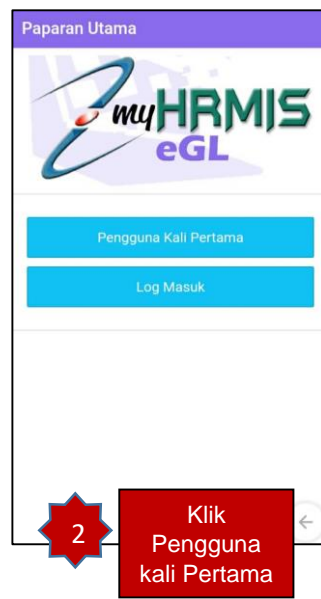 Paparan Utama
myHRMIS
eGL
Pengguna Kali Pertama
Log Masuk
2
Klik
Pengguna
kali Pertama